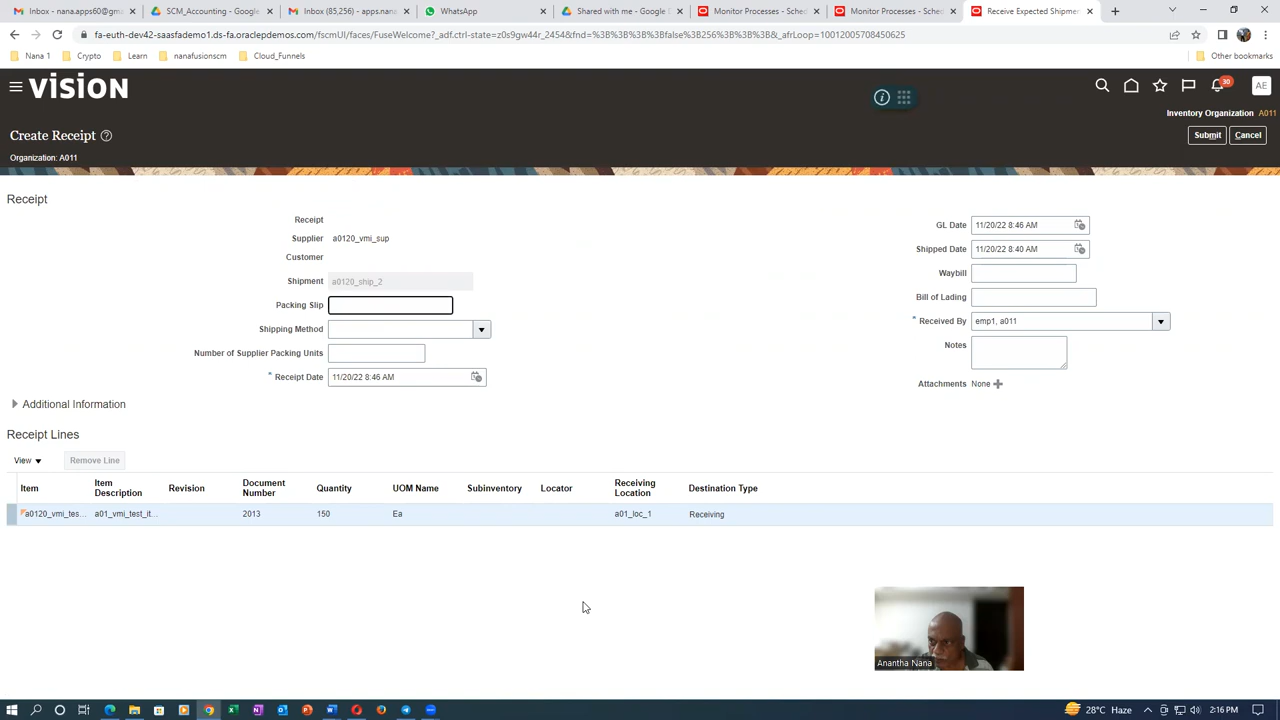 Inbox - nana.apps60@gma
SCM_Accounting - Google
Inbox (85,256) - apps.nana
WhatsApp
Shared with me - Google D
Monitor Processes - Sched
Monitor Processes - Sched
Receive Expected Shipmen
fa-euth-dev42-saasfademo1.ds-fa.oraclepdemos.com/fscmUI/faces/FuseWelcome?_adf.ctrl-state=z0s9gw44r_2454&fnd=%3B%3B%3B%3Bfalse%3B256%3B%3B%3B&_afrLoop=10012005708450625
Nana 1
Crypto
Learn
nanafusionscm
Cloud_Funnels
Other bookmarks
VISION
30
AE
Inventory Organization A011
Create Receipt
Submit
Cancel
Organization: A011
Receipt
Receipt
Supplier a0120_vmi_sup
Customer
Shipment a0120_ship_2
Packing Slip
Shipping Method
Number of Supplier Packing Units
* Receipt Date 11/20/22 8:46 AM
GL Date 11/20/22 8:46 AM
Shipped Date 11/20/22 8:40 AM
Waybill
Bill of Lading
* Received By emp1, a011
Notes
Attachments None
Additional Information
Receipt Lines
View
Remove Line
Item
Item Description
Revision
Document Number
Quantity
UOM Name
Subinventory
Locator
Receiving Location
Destination Type
a0120_vmi_tes...
a01_vmi_test_it...
2013
150
Ea
a01_loc_1
Receiving
Anantha Nana
28°C Haze
2:16 PM